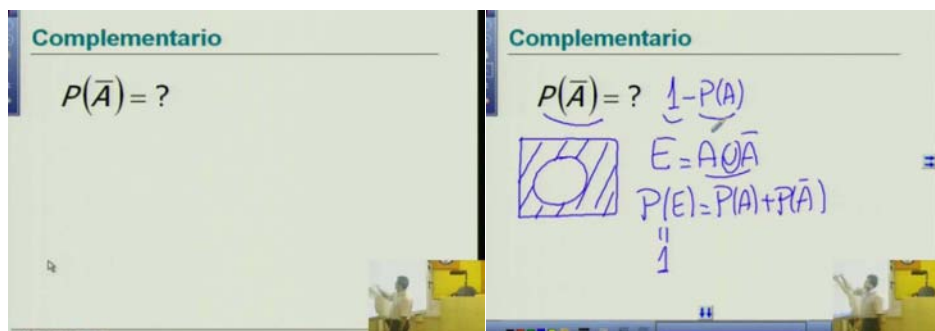 Complementario
P(Ā) = ?
Complementario
P(Ā) = ? 1-P(A)
E = A∪Ā
P(E) = P(A)+P(Ā)
॥
1